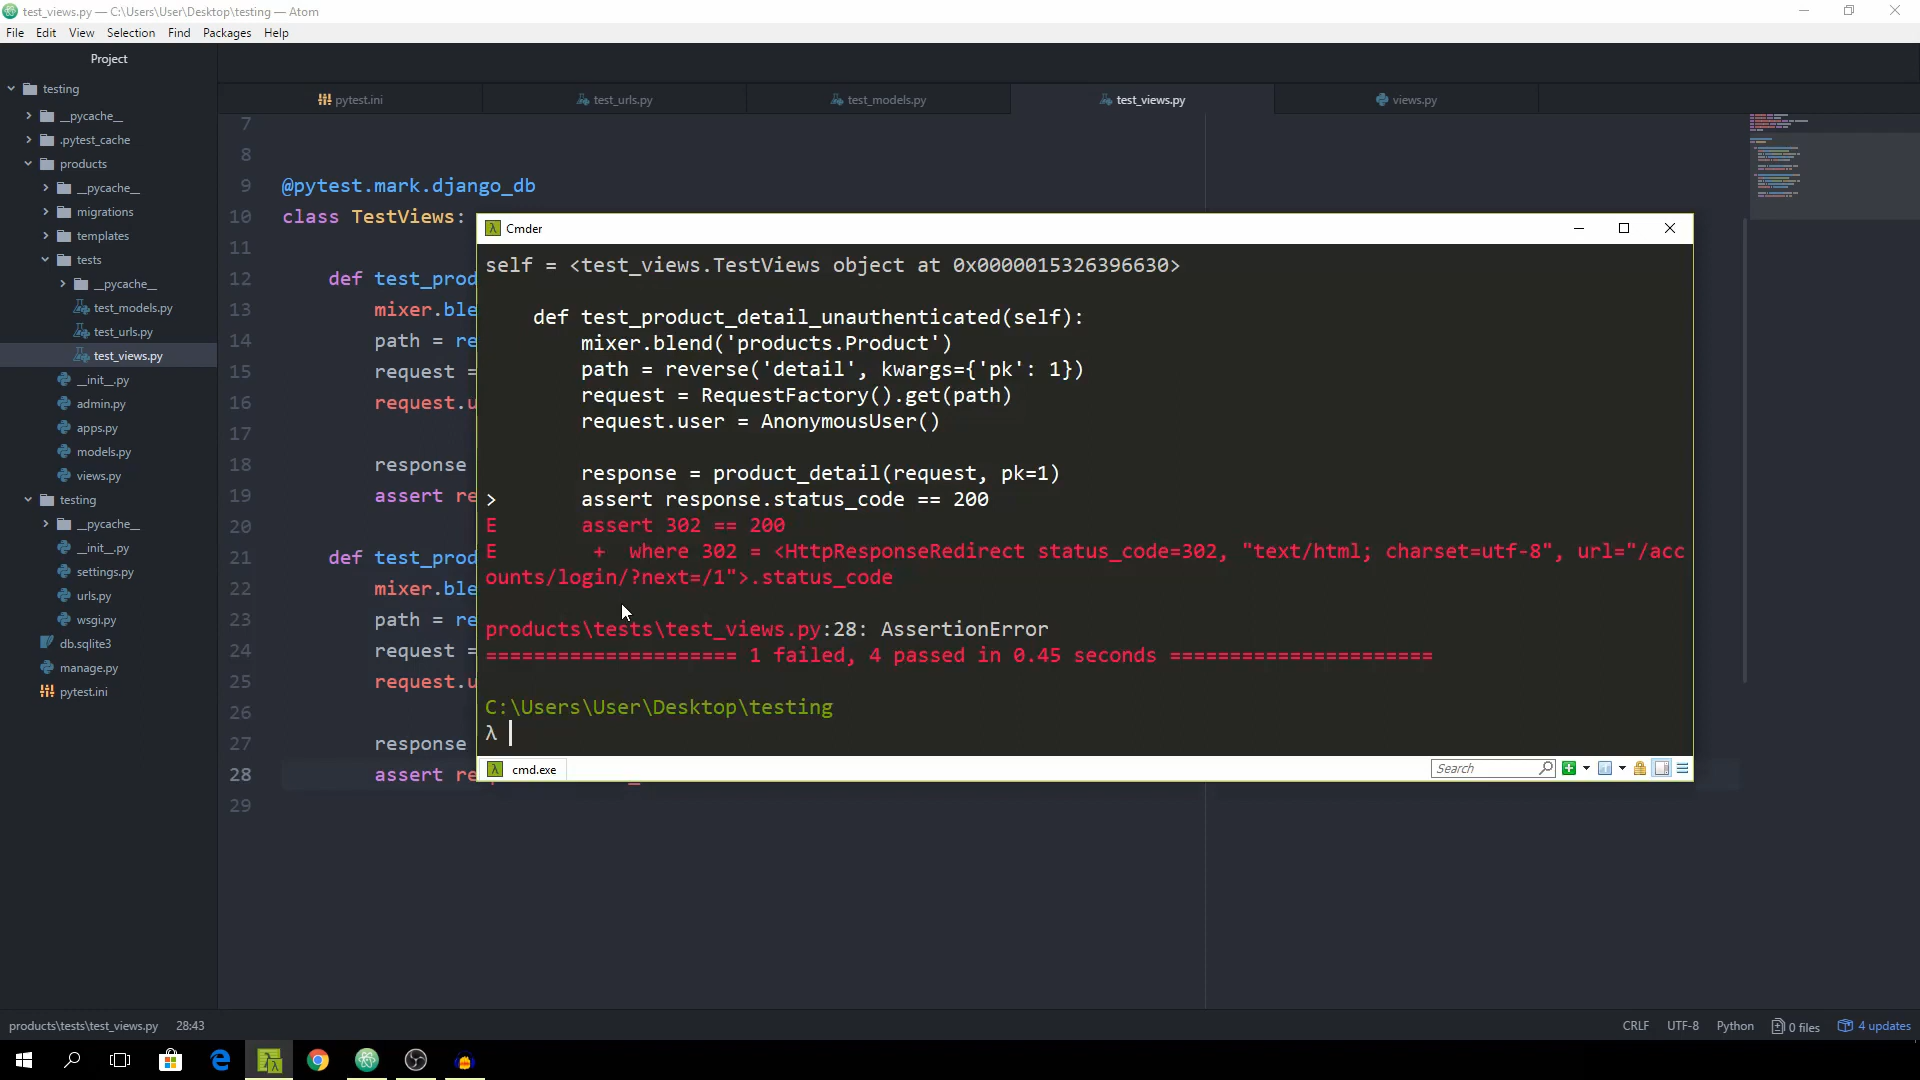 test_views.py — C:\Users\User\Desktop\testing — Atom
File Edit View Selection Find Packages Help
Project
testing
__pycache__
.pytest_cache
products
__pycache__
migrations
templates
tests
__pycache__
test_models.py
test_urls.py
test_views.py
__init__.py
admin.py
apps.py
models.py
views.py
testing
__pycache__
__init__.py
settings.py
urls.py
wsgi.py
db.sqlite3
manage.py
pytest.ini
pytest.ini test_urls.py test_models.py test_views.py views.py
7
8
9 @pytest.mark.django_db
10 class TestViews:
11
12 def test_prod
13 mixer.ble
14 path = re
15 request =
16 request.u
17
18 response
19 assert re
20
21 def test_prod
22 mixer.ble
23 path = re
24 request =
25 request.u
26
27 response
28 assert re
29
Cmder
self = <test_views.TestViews object at 0x0000015326396630>
def test_product_detail_unauthenticated(self):
mixer.blend('products.Product')
path = reverse('detail', kwargs={'pk': 1})
request = RequestFactory().get(path)
request.user = AnonymousUser()
response = product_detail(request, pk=1)
> assert response.status_code == 200
E assert 302 == 200
E + where 302 = <HttpResponseRedirect status_code=302, "text/html; charset=utf-8", url="/acc
ounts/login/?next=/1">.status_code
products\tests\test_views.py:28: AssertionError
===================== 1 failed, 4 passed in 0.45 seconds ======================
C:\Users\User\Desktop\testing
λ
cmd.exe Search
products\tests\test_views.py 28:43 CRLF UTF-8 Python 0 files 4 updates